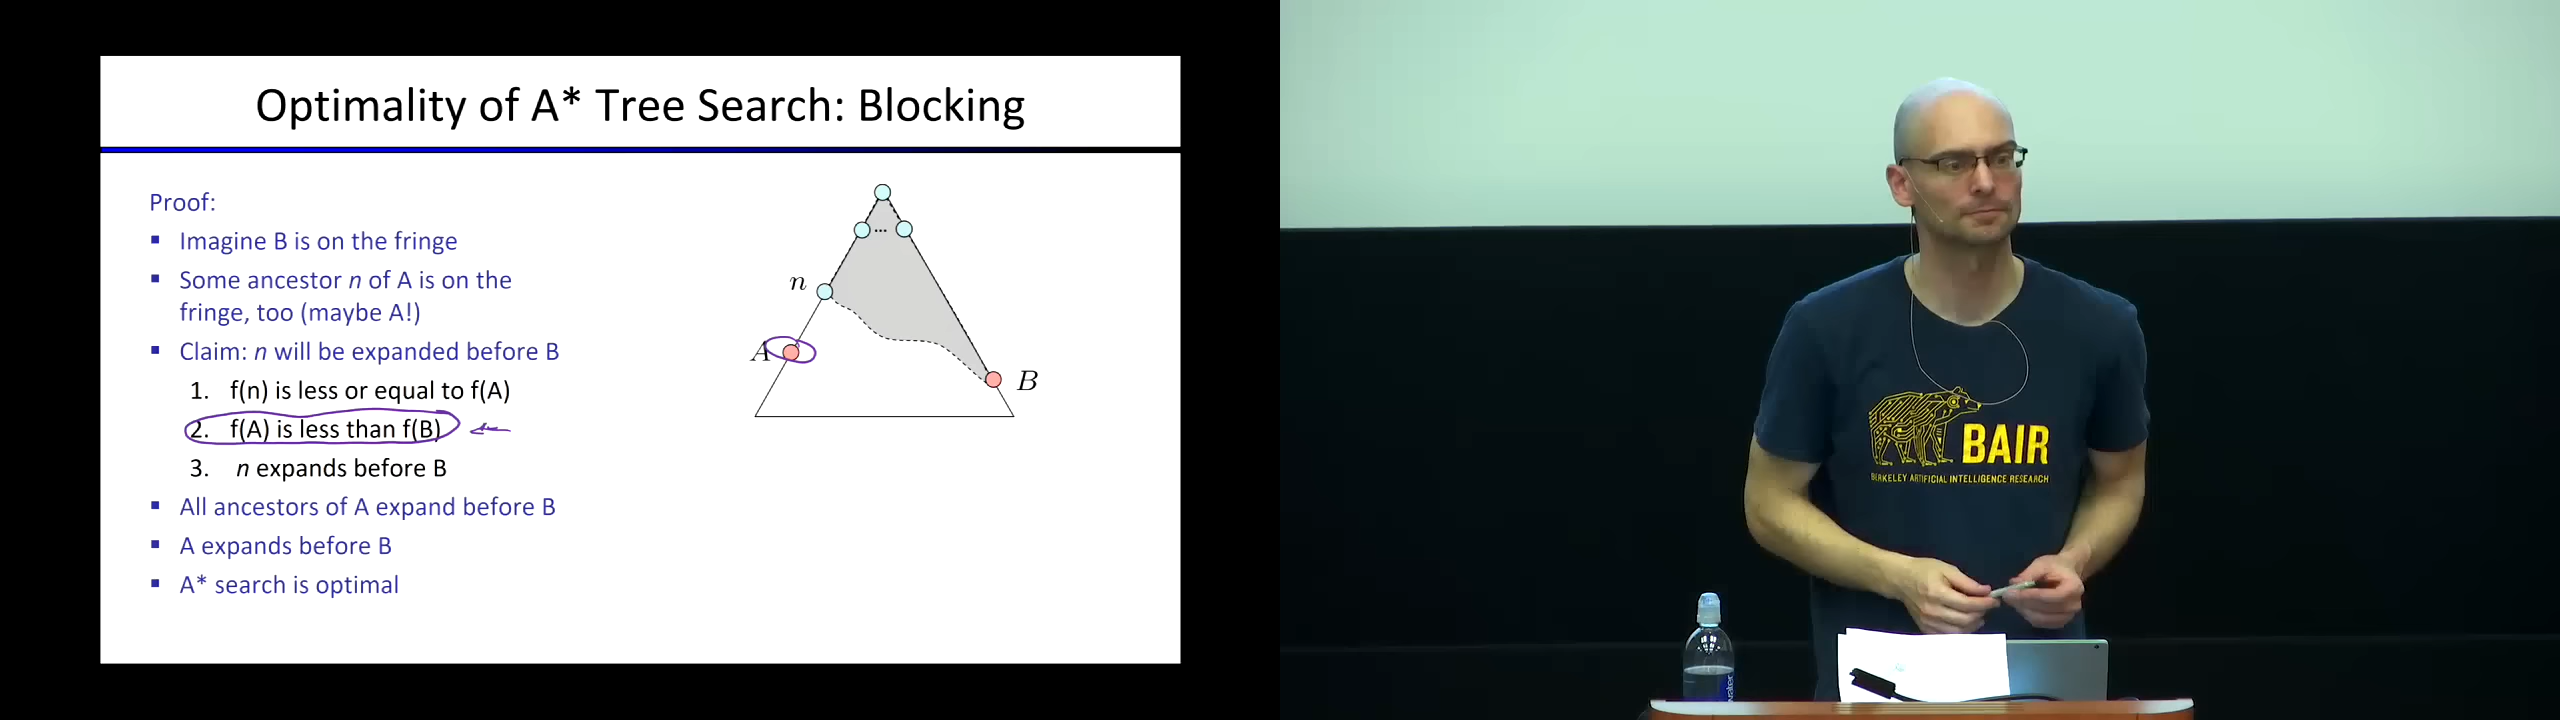 Optimality of A* Tree Search: Blocking
Proof:
▪ Imagine B is on the fringe
▪ Some ancestor n of A is on the
fringe, too (maybe A!)
▪ Claim: n will be expanded before B
1. f(n) is less or equal to f(A)
2. f(A) is less than f(B)
3. n expands before B
▪ All ancestors of A expand before B
▪ A expands before B
▪ A* search is optimal
...
n
A
B
BAIR
BERKELEY ARTIFICIAL INTELLIGENCE RESEARCH